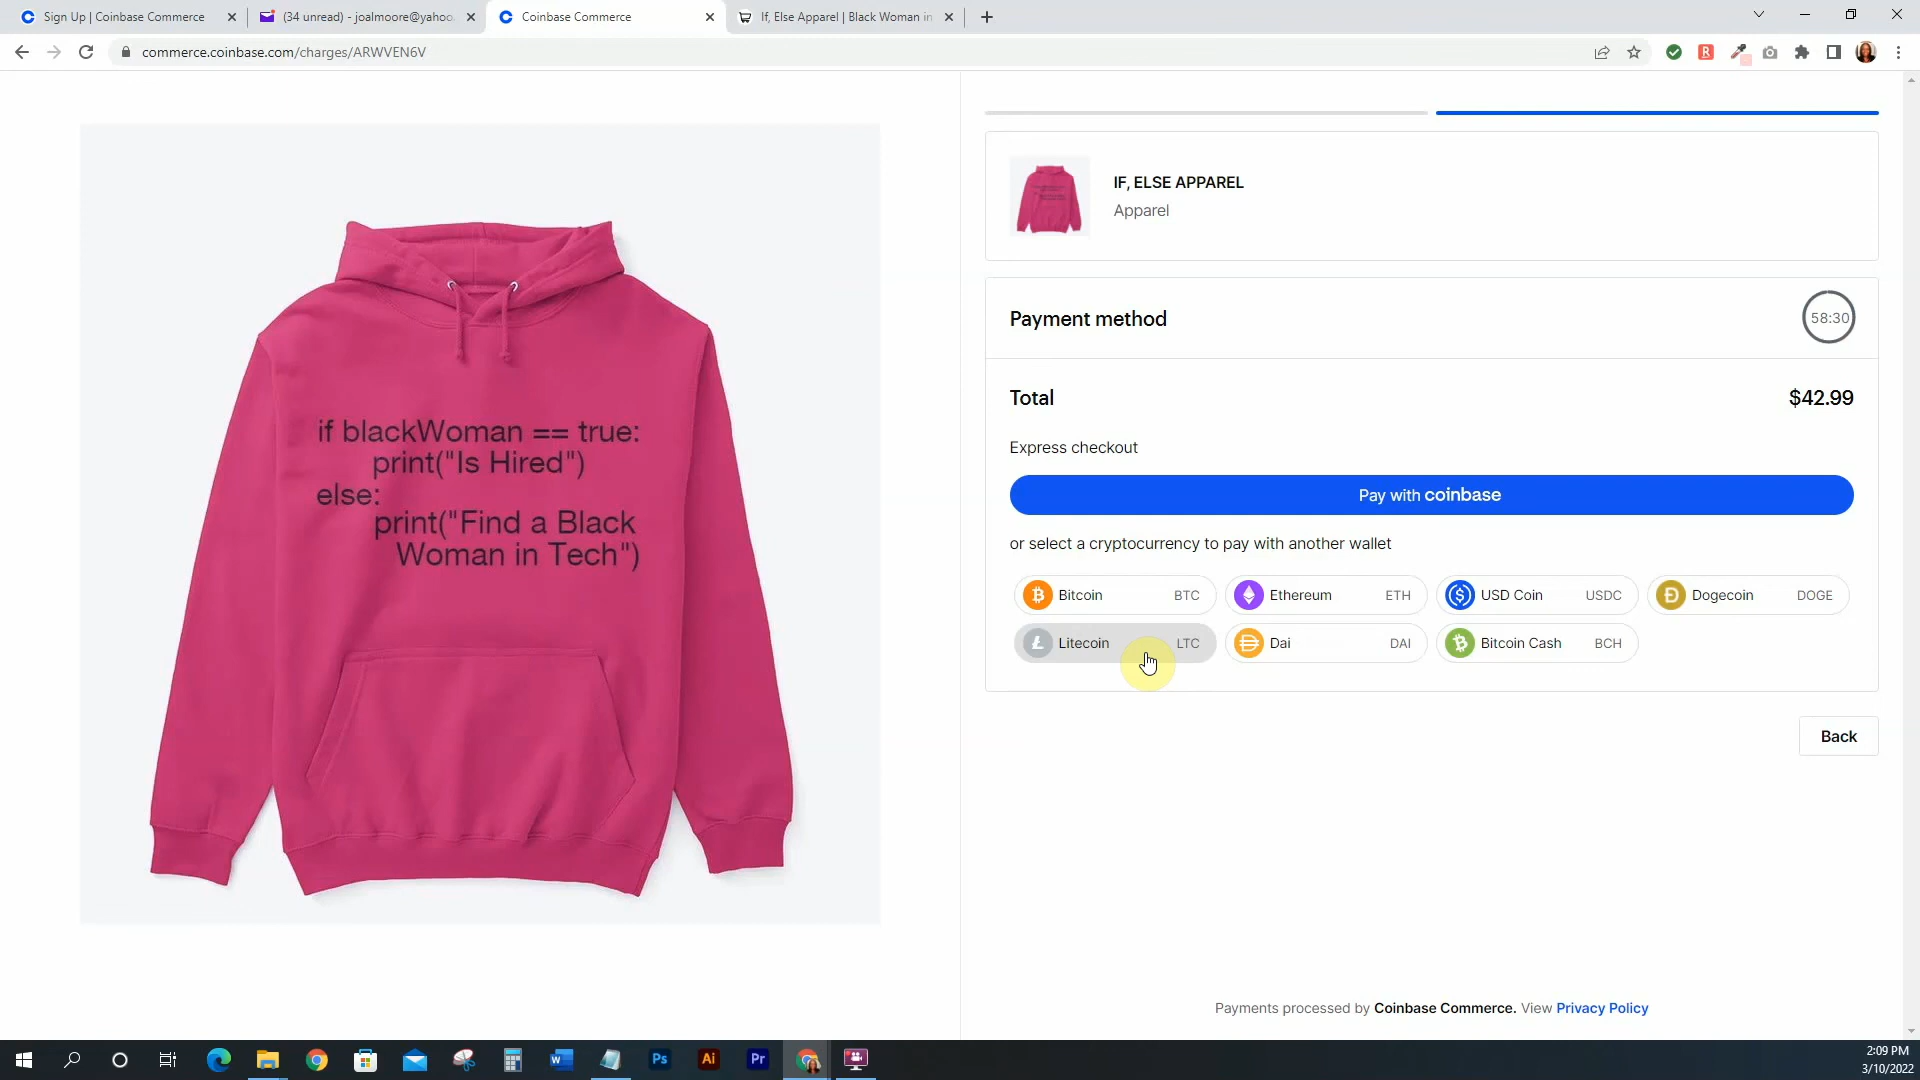 Sign Up | Coinbase Commerce
(34 unread) - joalmoore@yahoo.
Coinbase Commerce
If, Else Apparel | Black Woman in
commerce.coinbase.com/charges/ARWVEN6V
if blackWoman == true:
print("Is Hired")
else:
print("Find a Black
Woman in Tech")
IF, ELSE APPAREL
Apparel
Payment method
58:30
Total
$42.99
Express checkout
Pay with coinbase
or select a cryptocurrency to pay with another wallet
Bitcoin BTC
Ethereum ETH
USD Coin USDC
Dogecoin DOGE
Litecoin LTC
Dai DAI
Bitcoin Cash BCH
Back
Payments processed by Coinbase Commerce. View Privacy Policy
Ps
Ai
Pr
2:09 PM
3/10/2022